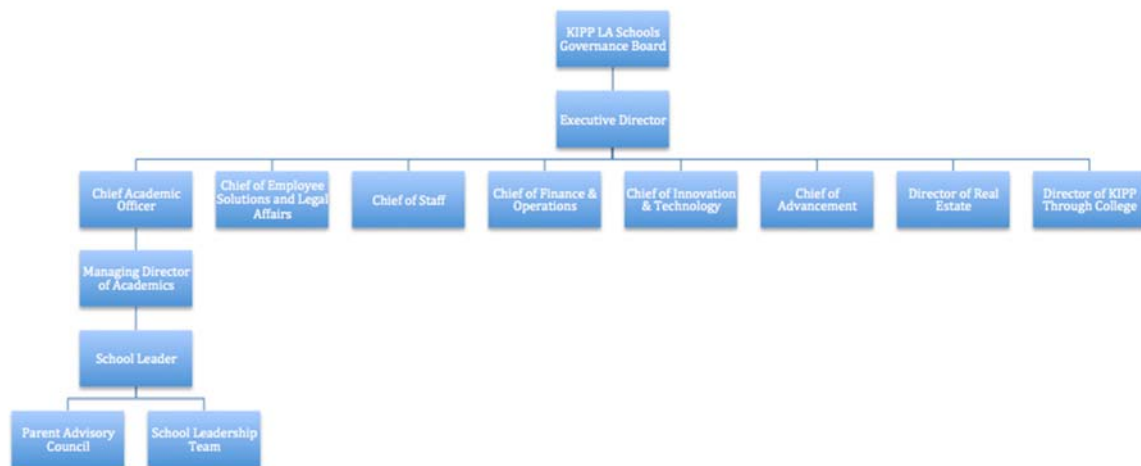 KIPP LA Schools
Governance Board
Executive Director
Chief Academic
Officer
Chief of Employee
Solutions and Legal
Affairs
Chief of Staff
Chief of Finance &
Operations
Chief of Innovation
& Technology
Chief of
Advancement
Director of Real
Estate
Director of KIPP
Through College
Managing Director
of Academics
School Leader
Parent Advisory
Council
School Leadership
Team